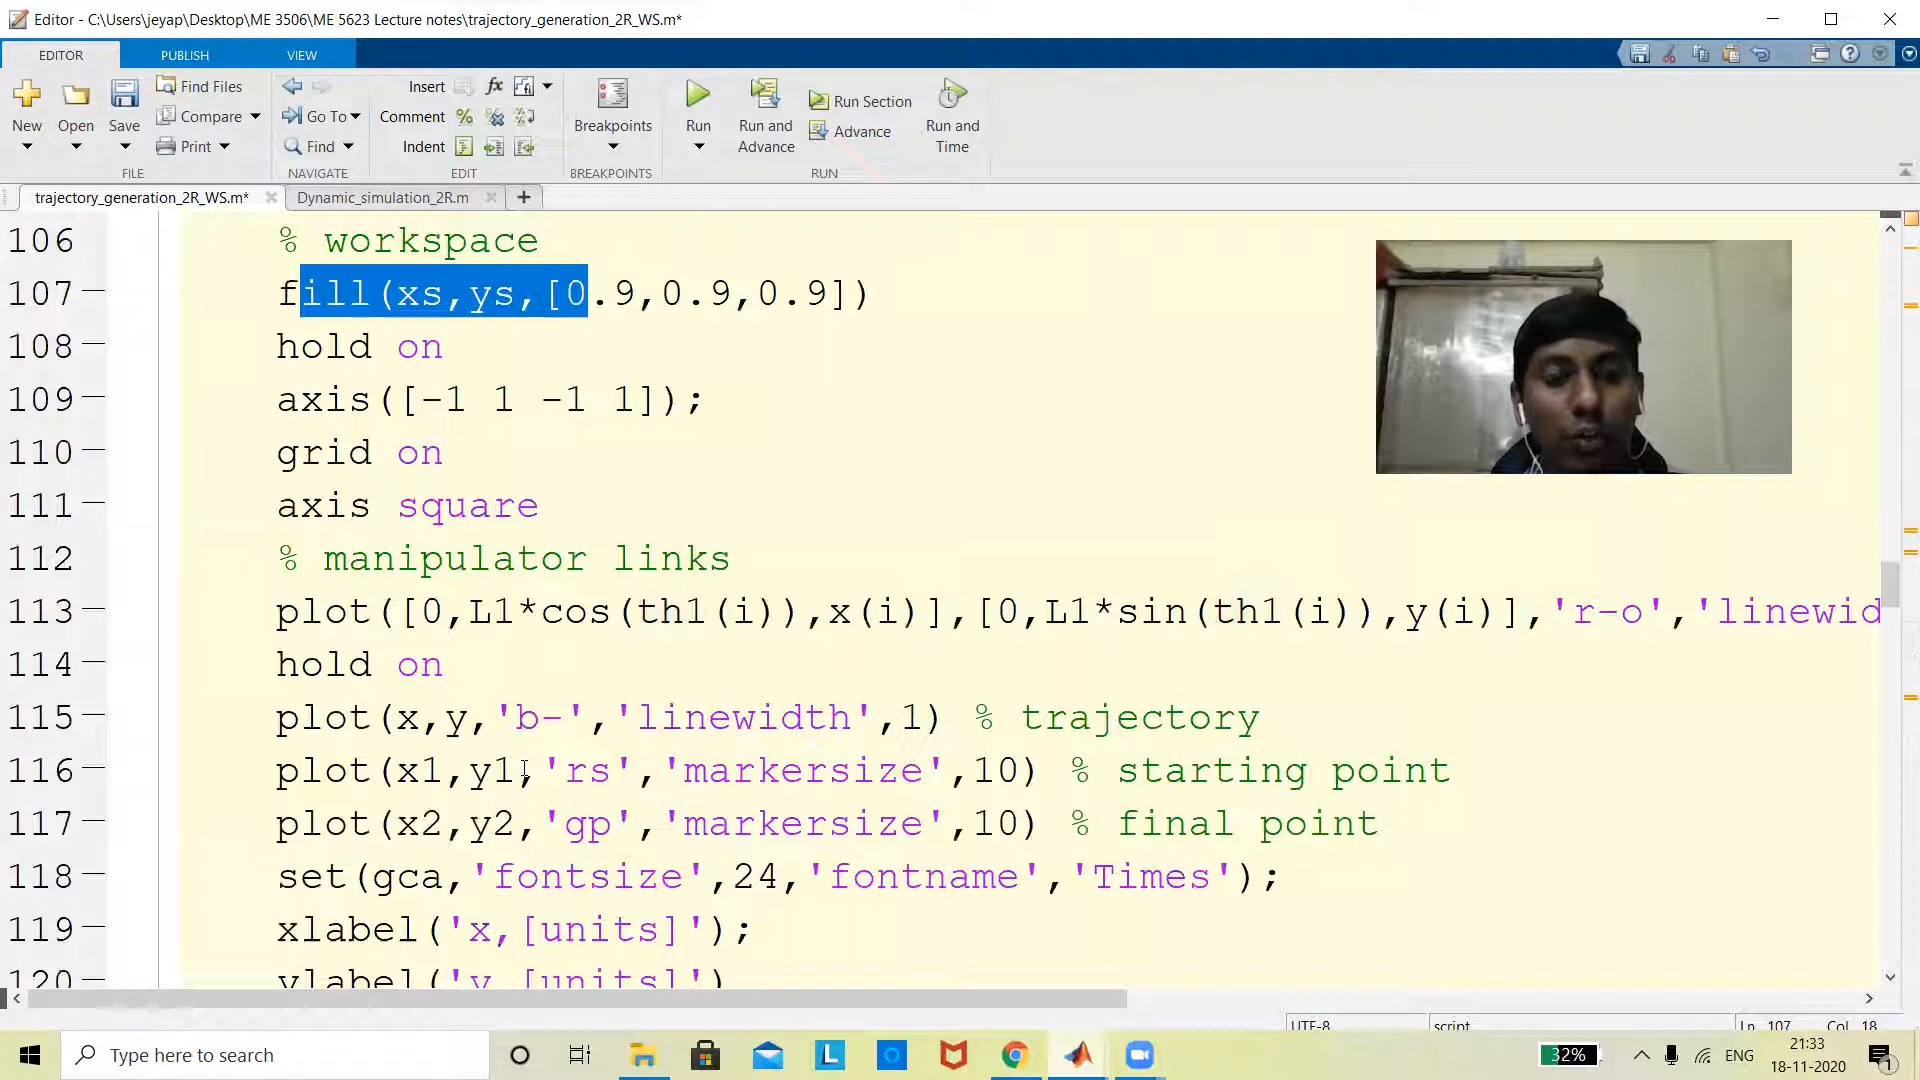 Editor - C:\Users\jeyap\Desktop\ME 3506\ME 5623 Lecture notes\trajectory_generation_2R_WS.m*
EDITOR PUBLISH VIEW
New Open Save Find Files Compare Print
Go To Find
Insert fx Comment Indent
Breakpoints
Run Run and Advance Run Section Advance Run and Time
FILE NAVIGATE EDIT BREAKPOINTS RUN
trajectory_generation_2R_WS.m* Dynamic_simulation_2R.m
106 % workspace
107 fill(xs,ys,[0.9,0.9,0.9])
108 hold on
109 axis([-1 1 -1 1]);
110 grid on
111 axis square
112 % manipulator links
113 plot([0,L1*cos(th1(i)),x(i)],[0,L1*sin(th1(i)),y(i)],'r-o','linewid
114 hold on
115 plot(x,y,'b-','linewidth',1) % trajectory
116 plot(x1,y1,'rs','markersize',10) % starting point
117 plot(x2,y2,'gp','markersize',10) % final point
118 set(gca,'fontsize',24,'fontname','Times');
119 xlabel('x,[units]');
120 ylabel('y,[units]')
UTF-8 script Ln 107 Col 18
Type here to search
32% ENG
21:33
18-11-2020
1